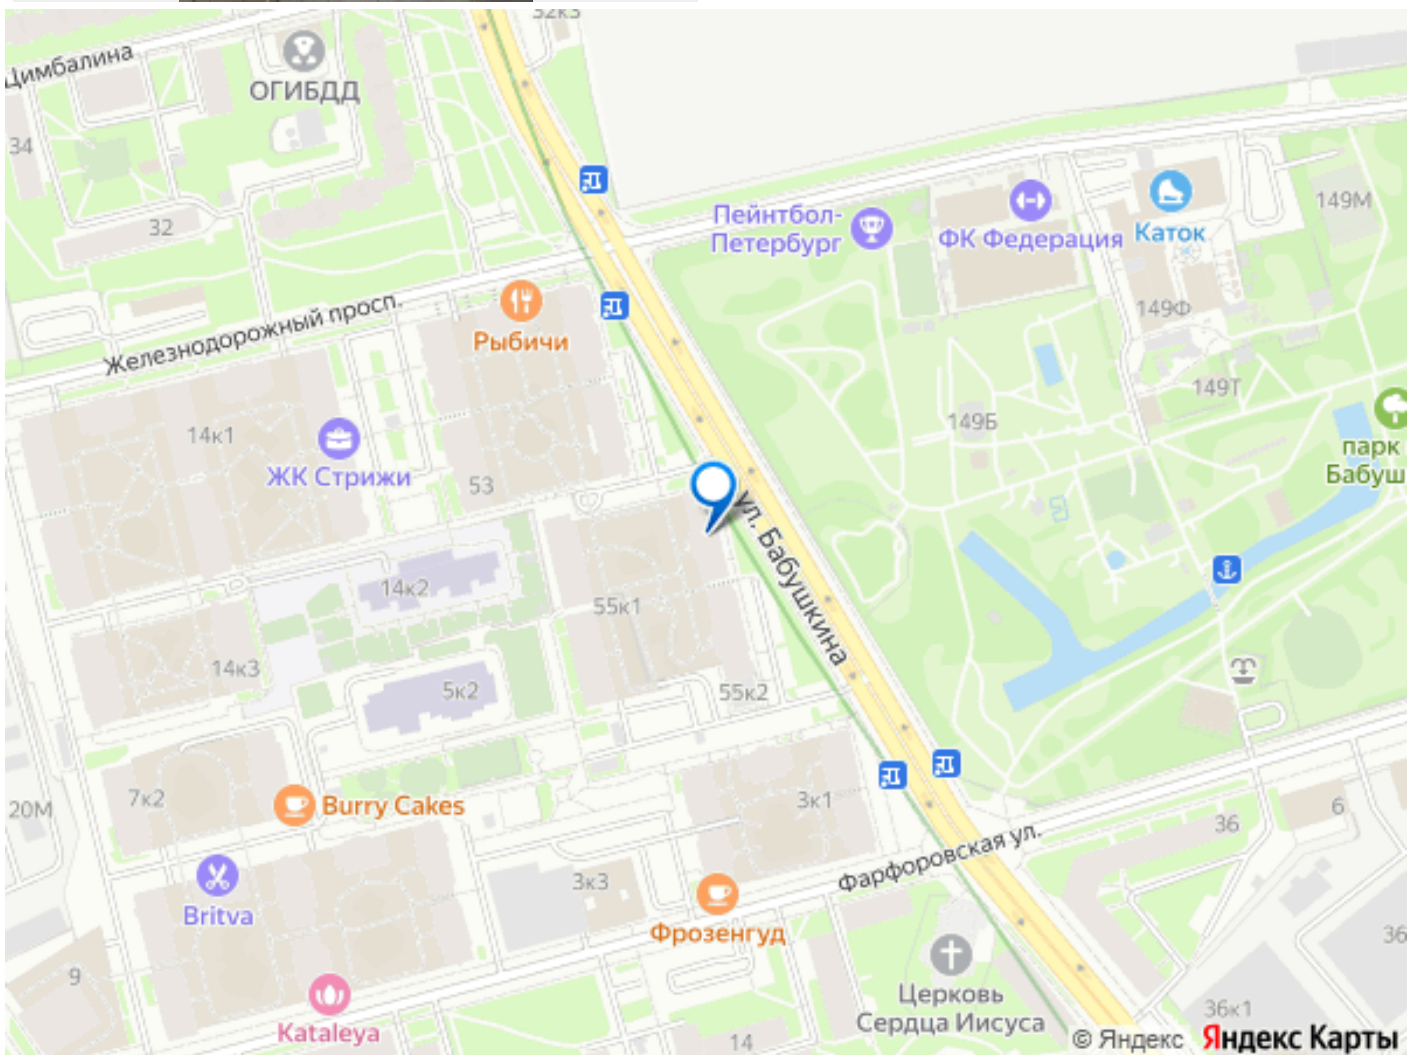 32к3
Цимбалина
ОГИБДД
34
149М
Пейнтбол-
Петербург
ФК Федерация
Каток
32
Железнодорожный просп.
Рыбичи
149Ф
149Т
14к1
149Б
парк
Бабуш
ЖК Стрижи
53
ул. Бабушкина
14к2
55к1
14к3
5к2
55к2
7к2
Burry Cakes
3к1
20М
6
36
Фарфоровская ул.
3к3
Britva
Фрозенгуд
36
9
Церковь
Сердца Иисуса
Kataleya
14
36к1
© Яндекс Яндекс Карты